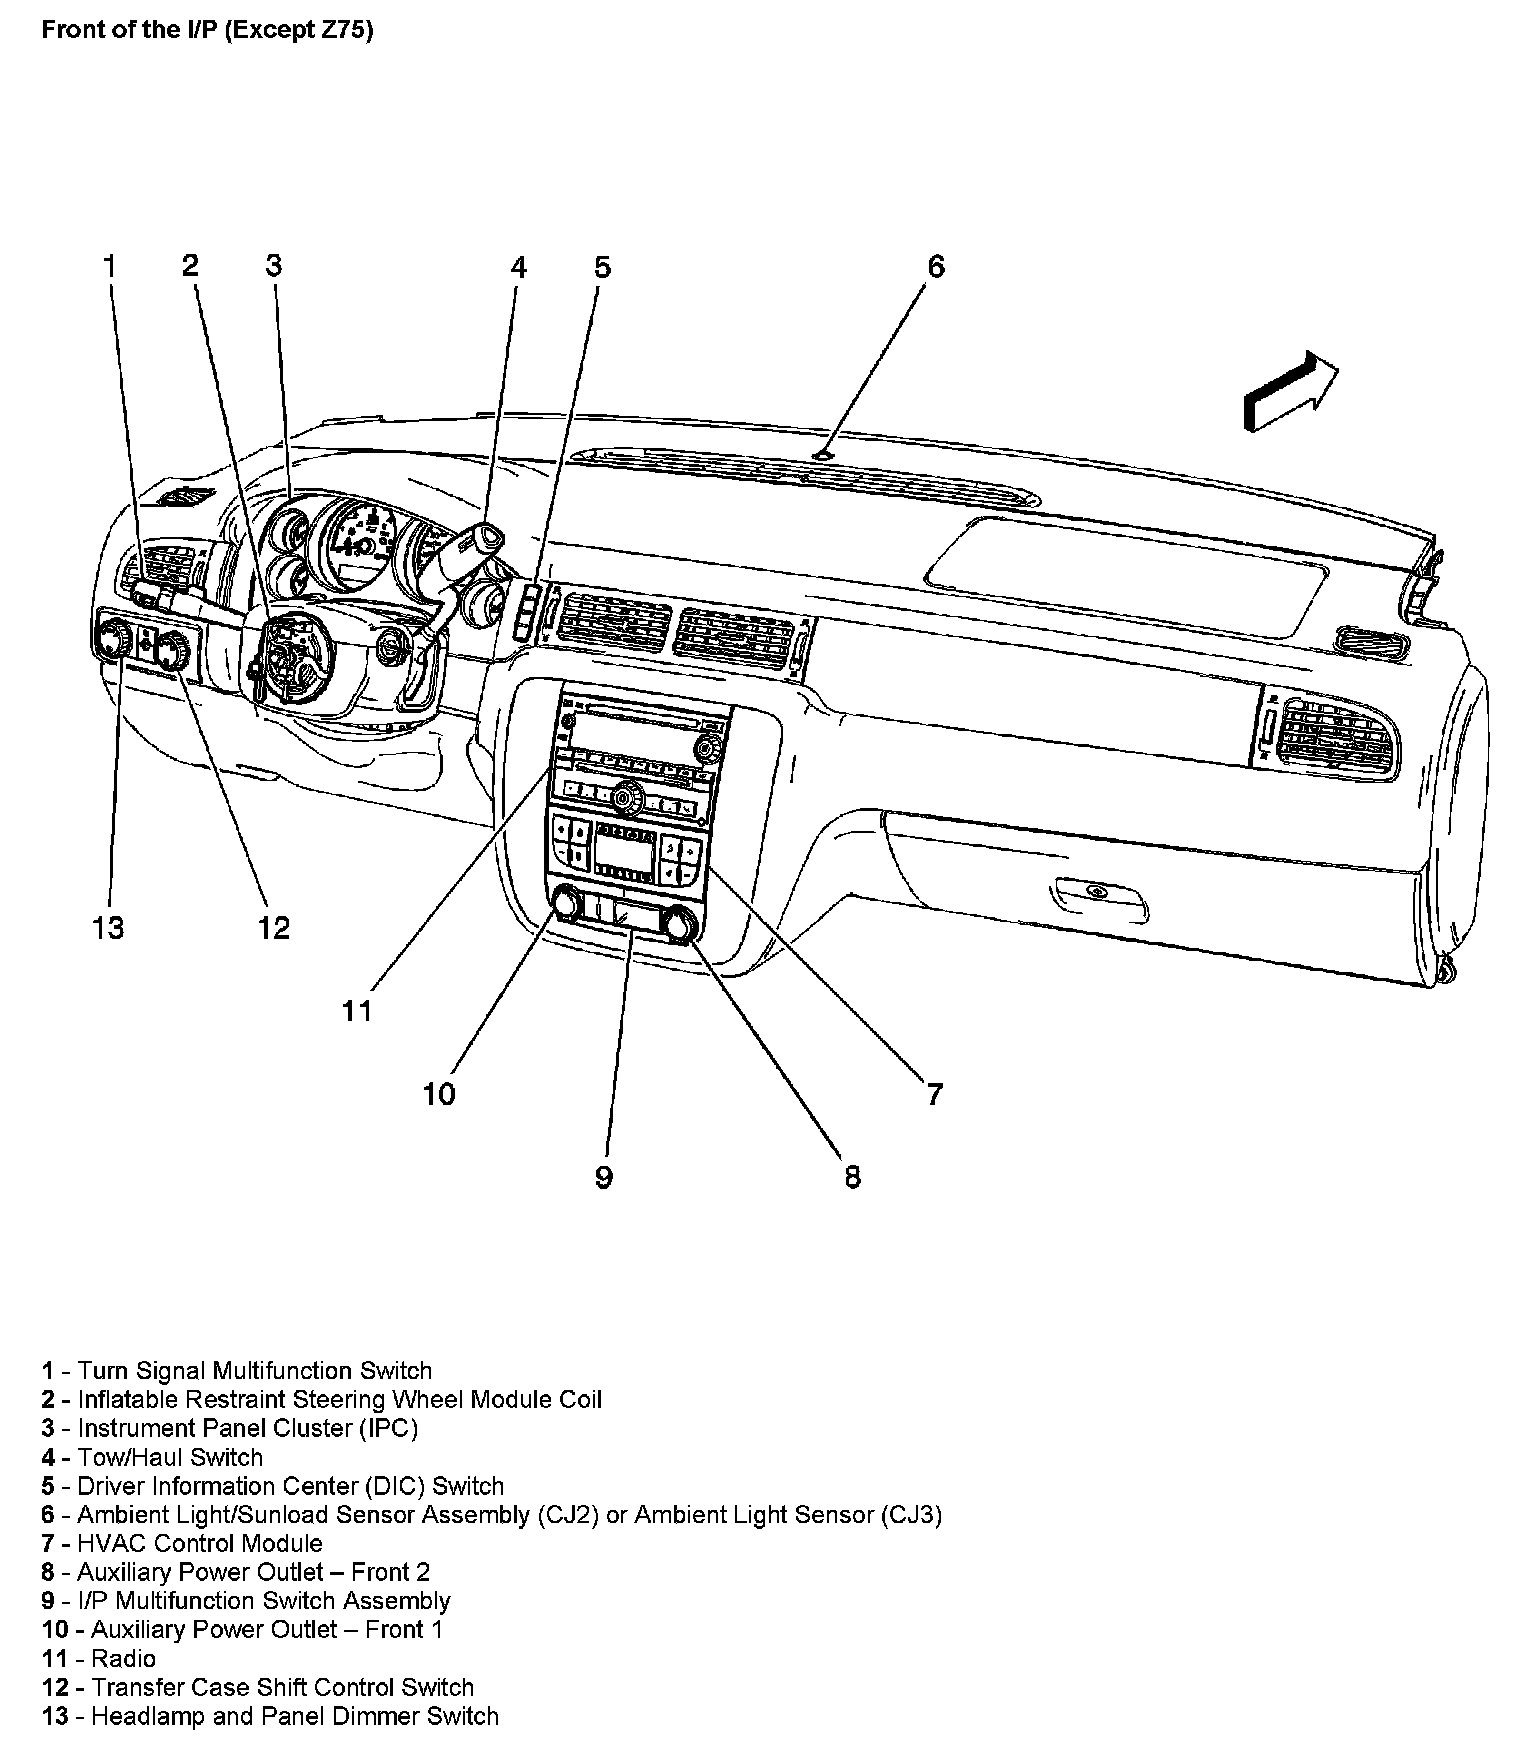 Front of the I/P (Except Z75)
1 2 3 4 5 6
13 12
11
10 7
9 8
1 - Turn Signal Multifunction Switch
2 - Inflatable Restraint Steering Wheel Module Coil
3 - Instrument Panel Cluster (IPC)
4 - Tow/Haul Switch
5 - Driver Information Center (DIC) Switch
6 - Ambient Light/Sunload Sensor Assembly (CJ2) or Ambient Light Sensor (CJ3)
7 - HVAC Control Module
8 - Auxiliary Power Outlet – Front 2
9 - I/P Multifunction Switch Assembly
10 - Auxiliary Power Outlet – Front 1
11 - Radio
12 - Transfer Case Shift Control Switch
13 - Headlamp and Panel Dimmer Switch